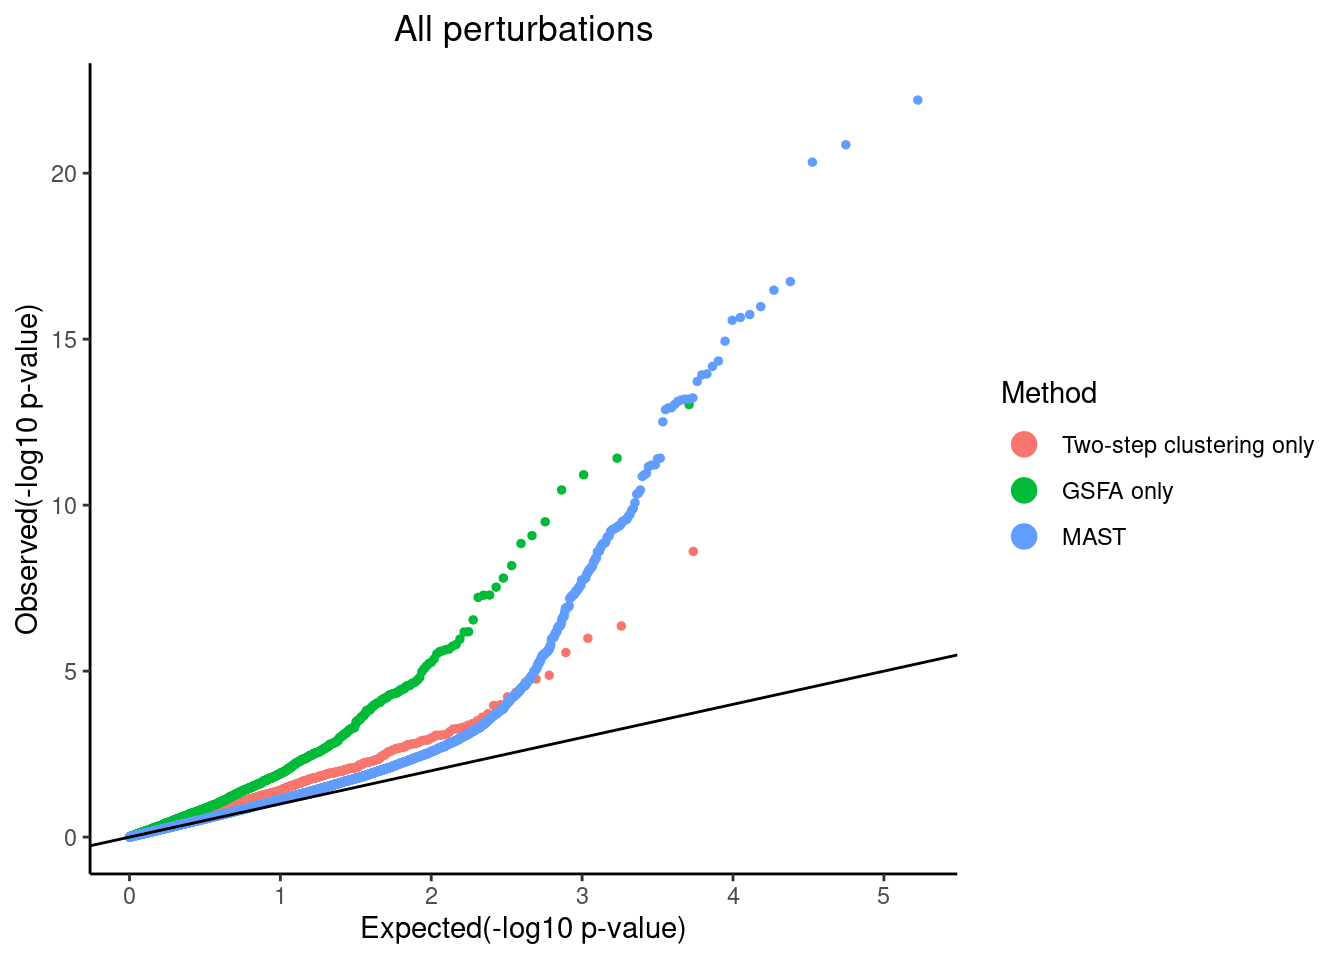 All perturbations
Observed(-log10 p-value)
20
15
10
5
0
0 1 2 3 4 5
Expected(-log10 p-value)
Method
Two-step clustering only
GSFA only
MAST